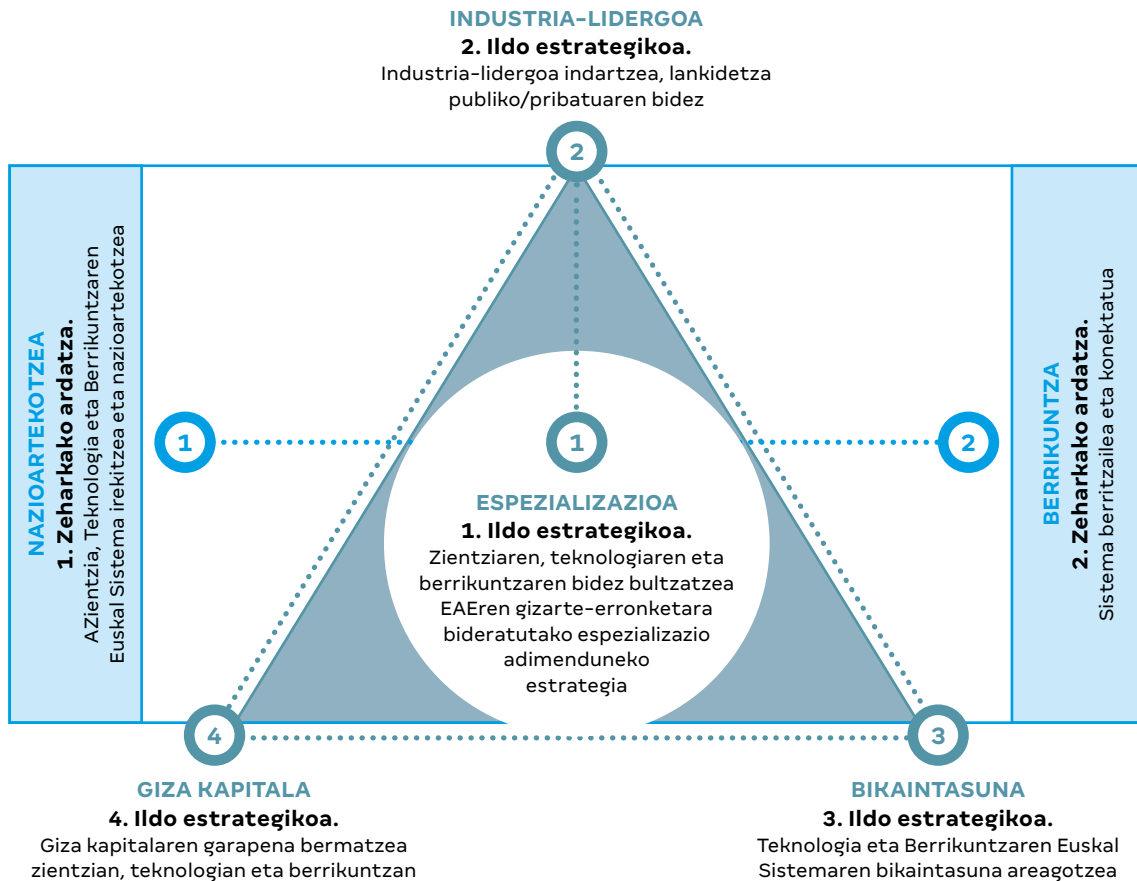 INDUSTRIA-LIDERGOA
2. Ildo estrategikoa.
Industria-lidergoa indartzea, lankidetza
publiko/pribatuaren bidez
2
NAZIOARTEKOTZEA
1. Zeharkako ardatza.
AZientzia, Teknologia eta Berrikuntzaren
Euskal Sistema irekitzea eta nazioartekotzea
1
1
ESPEZIALIZAZIOA
1. Ildo estrategikoa.
Zientziaren, teknologiaren eta
berrikuntzaren bidez bultzatzea
EAEren gizarte-erronketara
bideratutako espezializazio
adimenduneko
estrategia
2
BERRIKUNTZA
2. Zeharkako ardatza.
Sistema berritzailea eta konektatua
4
GIZA KAPITALA
4. Ildo estrategikoa.
Giza kapitalaren garapena bermatzea
zientzian, teknologian eta berrikuntzan
3
BIKAINTASUNA
3. Ildo estrategikoa.
Teknologia eta Berrikuntzaren Euskal
Sistemaren bikaintasuna areagotzea